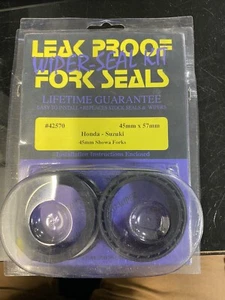 LEAK PROOF
WIPER-SEAL KIT
FORK SEALS
LIFETIME GUARANTEE
#42570 45mm x 57mm
Honda - Suzuki
45mm Showa Forks
Installation Instructions Enclosed